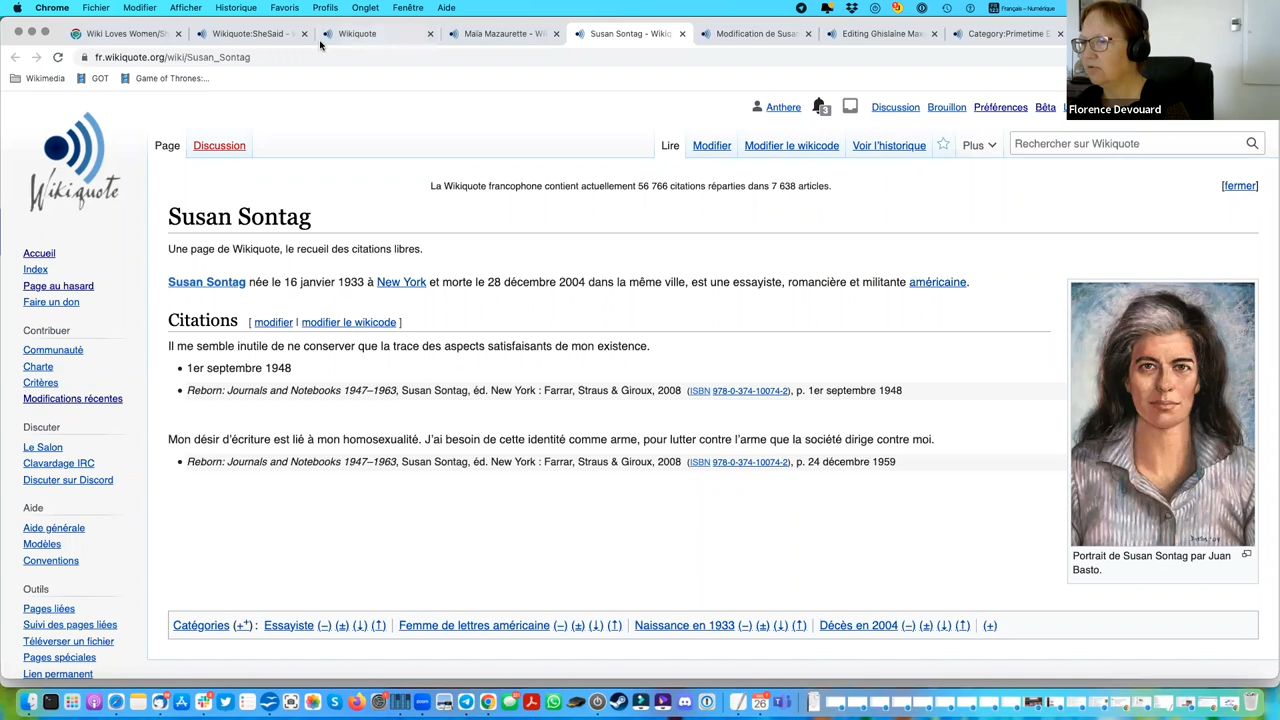 Chrome Fichier Modifier Afficher Historique Favoris Profils Onglet Fenêtre Aide Français – Numérique
Wiki Loves Women/S Wikiquote:SheSaid - Wikiquote Maïa Mazaurette - Wiki Susan Sontag - Wikiq Modification de Susan Editing Ghislaine Max Category:Primetime E
fr.wikiquote.org/wiki/Susan_Sontag
Wikimedia GOT Game of Thrones:...
Florence Devouard
Anthere 3 Discussion Brouillon Préférences Bêta
Page Discussion Lire Modifier Modifier le wikicode Voir l'historique Plus Rechercher sur Wikiquote
Wikiquote
La Wikiquote francophone contient actuellement 56 766 citations réparties dans 7 638 articles. [fermer]
Susan Sontag
Une page de Wikiquote, le recueil des citations libres.
Susan Sontag née le 16 janvier 1933 à New York et morte le 28 décembre 2004 dans la même ville, est une essayiste, romancière et militante américaine.
Citations [ modifier | modifier le wikicode ]
Il me semble inutile de ne conserver que la trace des aspects satisfaisants de mon existence.
• 1er septembre 1948
• Reborn: Journals and Notebooks 1947–1963, Susan Sontag, éd. New York : Farrar, Straus & Giroux, 2008 (ISBN 978-0-374-10074-2), p. 1er septembre 1948
Mon désir d'écriture est lié à mon homosexualité. J'ai besoin de cette identité comme arme, pour lutter contre l'arme que la société dirige contre moi.
• Reborn: Journals and Notebooks 1947–1963, Susan Sontag, éd. New York : Farrar, Straus & Giroux, 2008 (ISBN 978-0-374-10074-2), p. 24 décembre 1959
Portrait de Susan Sontag par Juan
Basto.
Catégories (+⁺) : Essayiste (–) (±) (↓) (↑) | Femme de lettres américaine (–) (±) (↓) (↑) | Naissance en 1933 (–) (±) (↓) (↑) | Décès en 2004 (–) (±) (↓) (↑) | (+)
Accueil
Index
Page au hasard
Faire un don
Contribuer
Communauté
Charte
Critères
Modifications récentes
Discuter
Le Salon
Clavardage IRC
Discuter sur Discord
Aide
Aide générale
Modèles
Conventions
Outils
Pages liées
Suivi des pages liées
Téléverser un fichier
Pages spéciales
Lien permanent
zoom 26